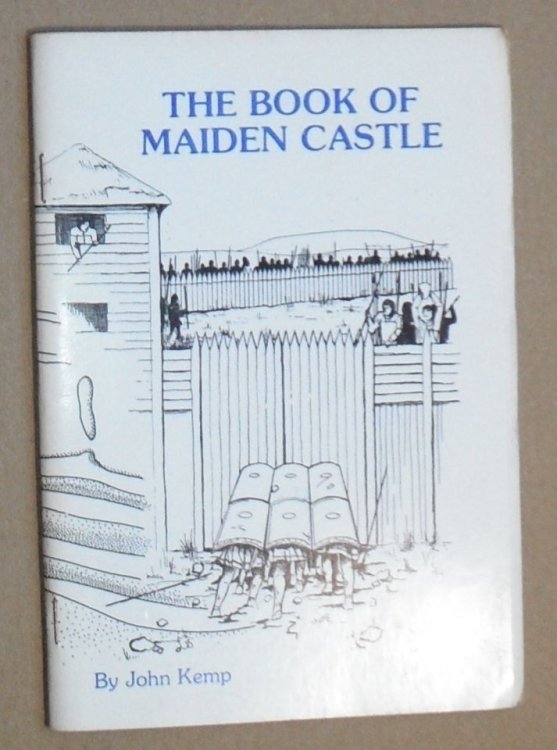 THE BOOK OF
MAIDEN CASTLE
By John Kemp